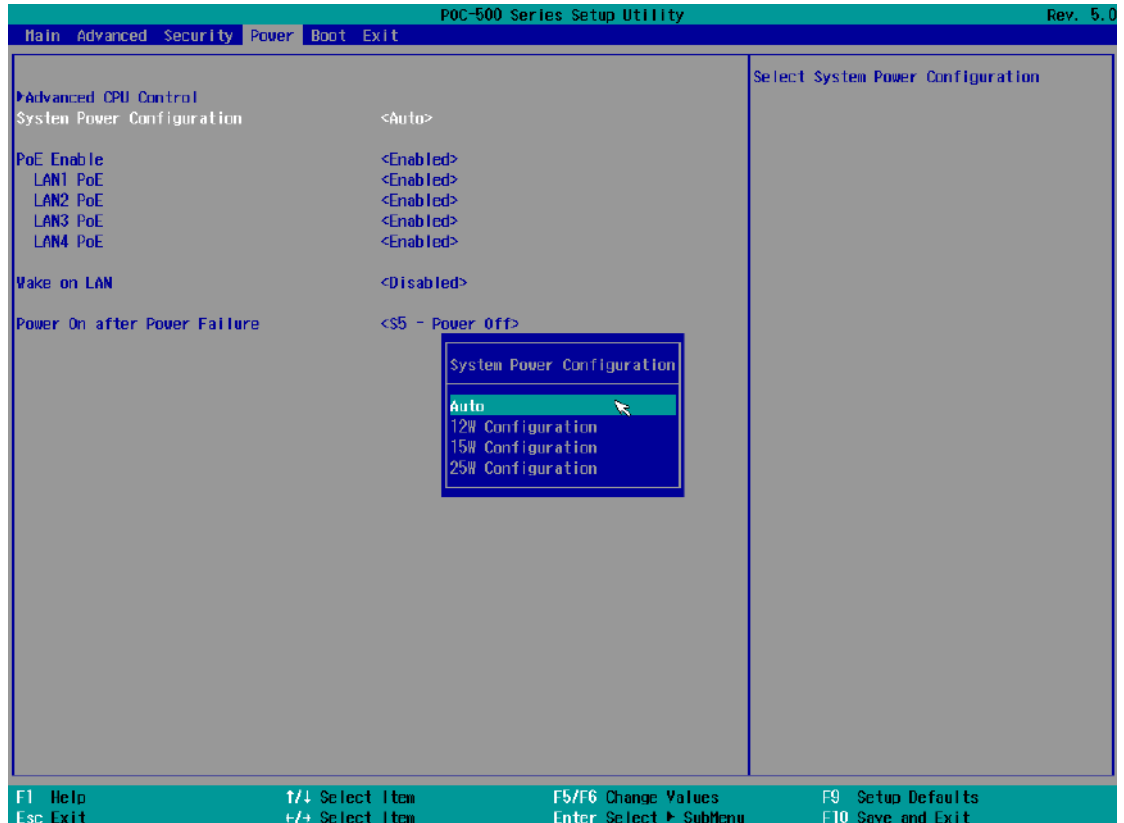 POC-500 Series Setup Utility Rev. 5.0
Main Advanced Security Power Boot Exit
Select System Power Configuration
▶Advanced CPU Control
System Power Configuration <Auto>
PoE Enable <Enabled>
LAN1 PoE <Enabled>
LAN2 PoE <Enabled>
LAN3 PoE <Enabled>
LAN4 PoE <Enabled>
Wake on LAN <Disabled>
Power On after Power Failure <S5 - Power Off>
System Power Configuration
Auto
12W Configuration
15W Configuration
25W Configuration
F1 Help ↑/↓ Select Item F5/F6 Change Values F9 Setup Defaults
Esc Exit ←/→ Select Item Enter Select ▶ SubMenu F10 Save and Exit